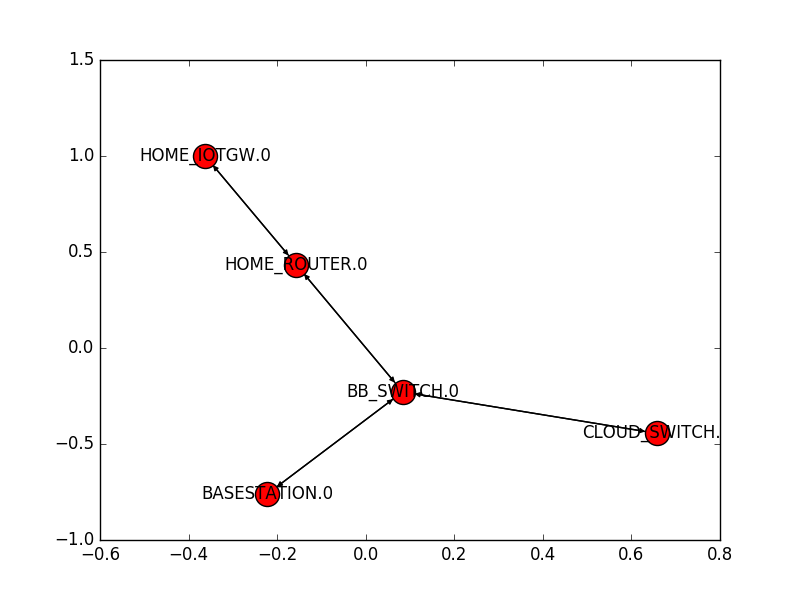 1.5
1.0
0.5
0.0
−0.5
−1.0
−0.6
−0.4
−0.2
0.0
0.2
0.4
0.6
0.8
HOME_IOTGW.0
HOME_ROUTER.0
BB_SWITCH.0
CLOUD_SWITCH.
BASESTATION.0